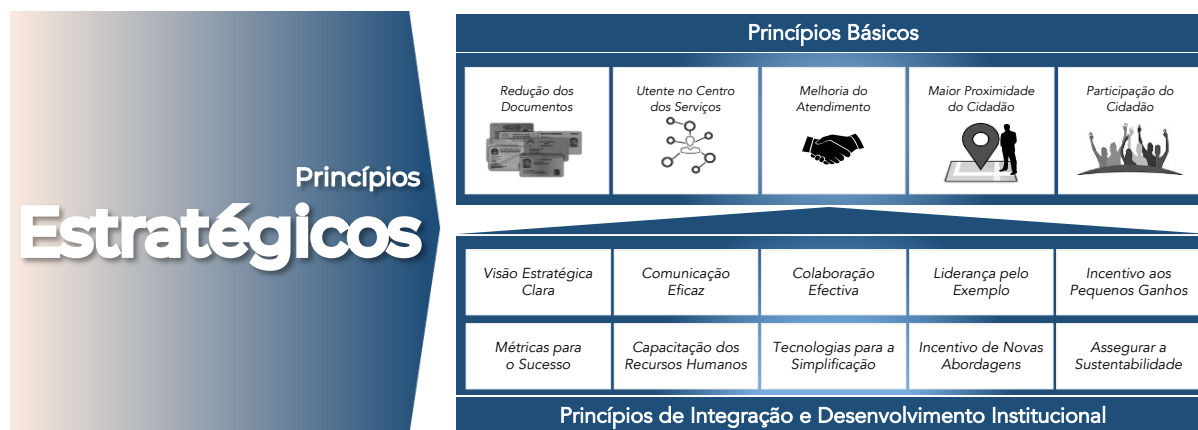 Princípios
Estratégicos
Princípios Básicos
Redução dos
Documentos
Utente no Centro
dos Serviços
Melhoria do
Atendimento
Maior Proximidade
do Cidadão
Participação do
Cidadão
Visão Estratégica
Clara
Comunicação
Eficaz
Colaboração
Efectiva
Liderança pelo
Exemplo
Incentivo aos
Pequenos Ganhos
Métricas para
o Sucesso
Capacitação dos
Recursos Humanos
Tecnologias para a
Simplificação
Incentivo de Novas
Abordagens
Assegurar a
Sustentabilidade
Princípios de Integração e Desenvolvimento Institucional